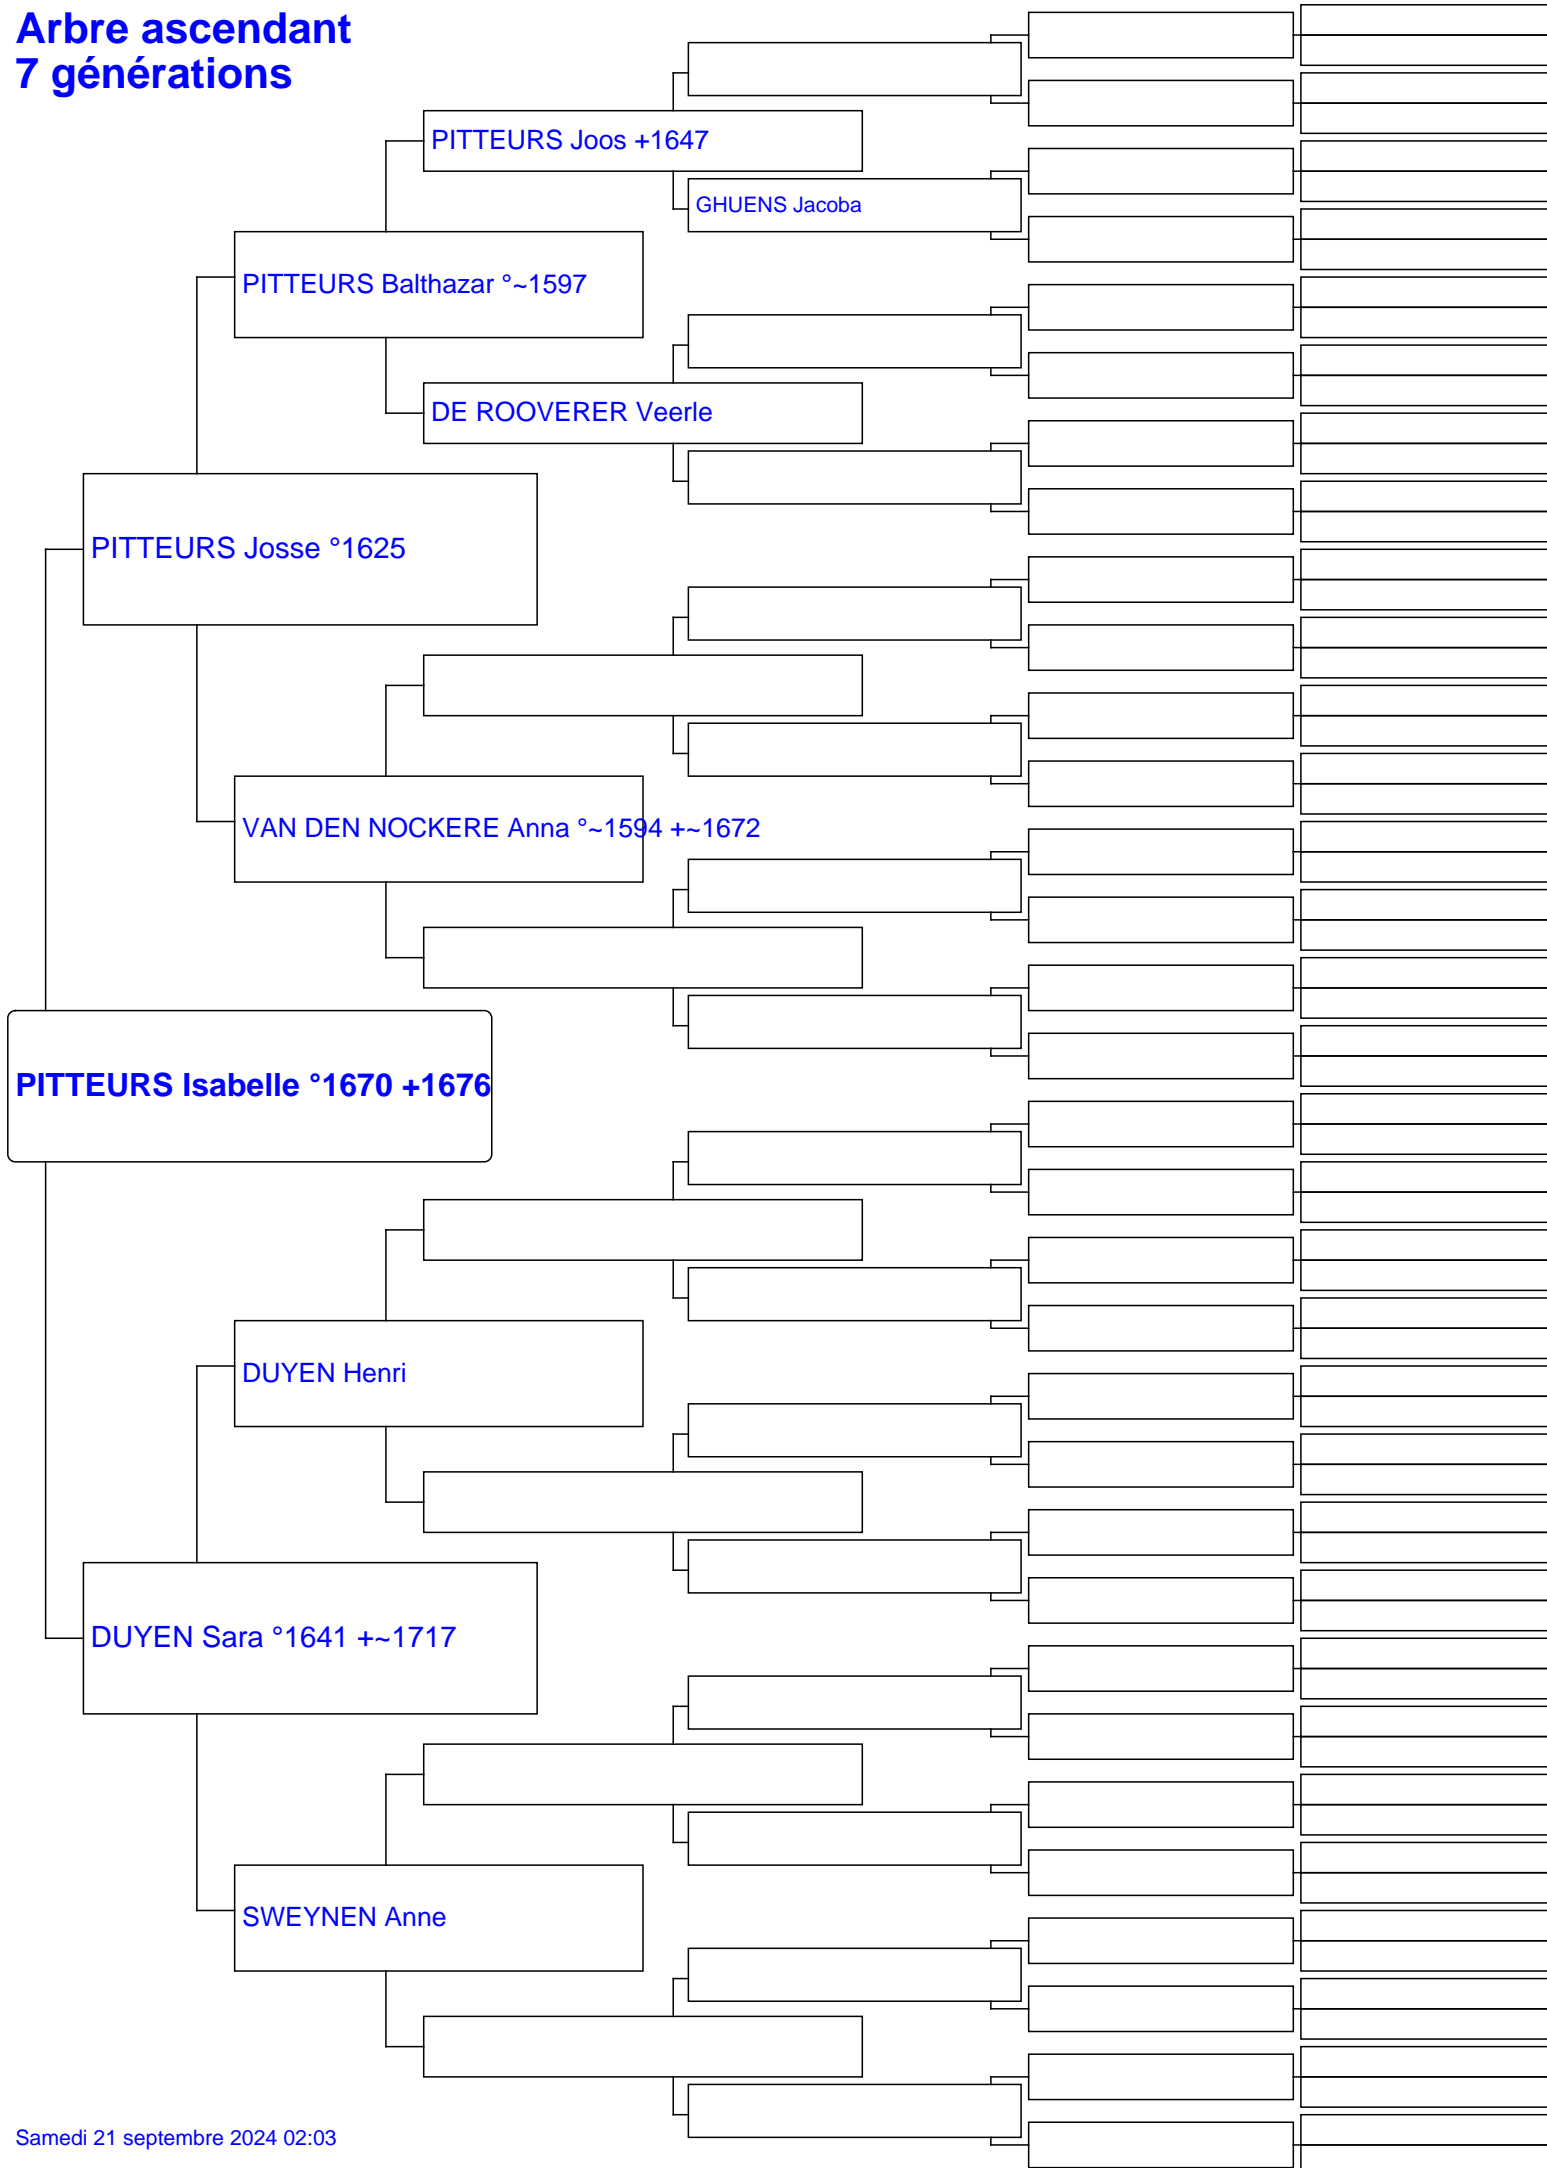 Arbre ascendant
7 générations
PITTEURS Joos +1647
GHUENS Jacoba
PITTEURS Balthazar °~1597
DE ROOVERER Veerle
PITTEURS Josse °1625
VAN DEN NOCKERE Anna °~1594 +~1672
PITTEURS Isabelle °1670 +1676
DUYEN Henri
DUYEN Sara °1641 +~1717
SWEYNEN Anne
Samedi 21 septembre 2024 02:03